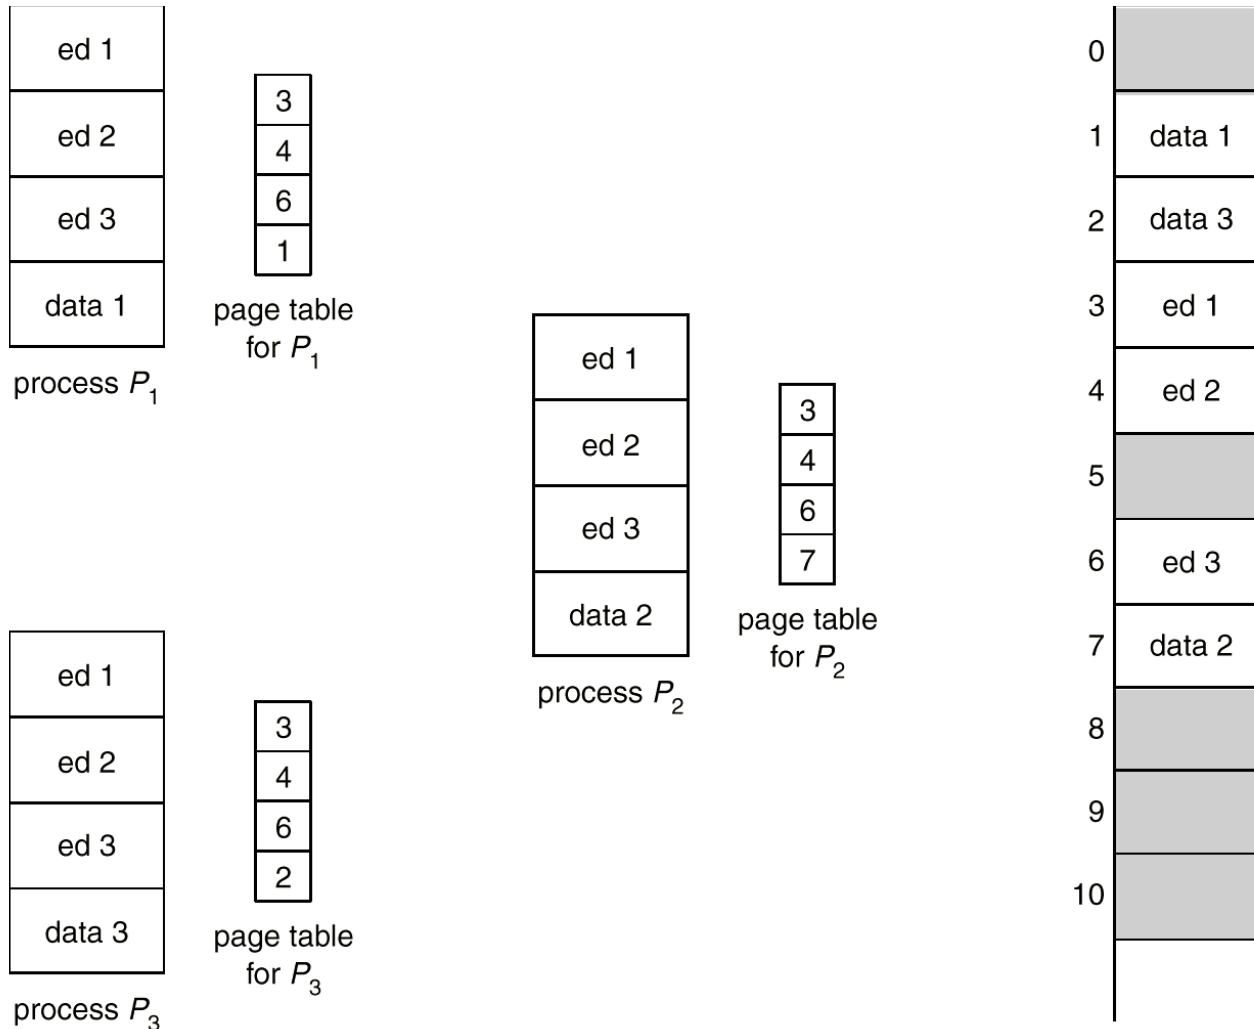 ed 1
ed 2
ed 3
data 1
process P1
3
4
6
1
page table
for P1
ed 1
ed 2
ed 3
data 2
process P2
3
4
6
7
page table
for P2
ed 1
ed 2
ed 3
data 3
process P3
3
4
6
2
page table
for P3
0
1 data 1
2 data 3
3 ed 1
4 ed 2
5
6 ed 3
7 data 2
8
9
10